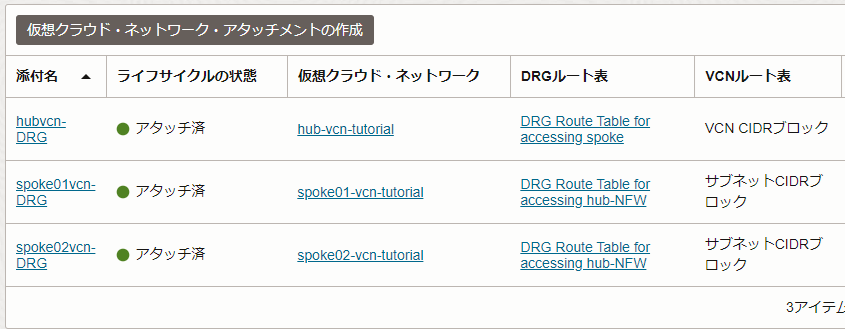 仮想クラウド・ネットワーク・アタッチメントの作成
添付名 ▲ ライフサイクルの状態 仮想クラウド・ネットワーク DRGルート表 VCNルート表
hubvcn-
DRG
アタッチ済
hub-vcn-tutorial
DRG Route Table for
accessing spoke
VCN CIDRブロック
spoke01vcn-
DRG
アタッチ済
spoke01-vcn-tutorial
DRG Route Table for
accessing hub-NFW
サブネットCIDRブ
ロック
spoke02vcn-
DRG
アタッチ済
spoke02-vcn-tutorial
DRG Route Table for
accessing hub-NFW
サブネットCIDRブ
ロック
3アイテム